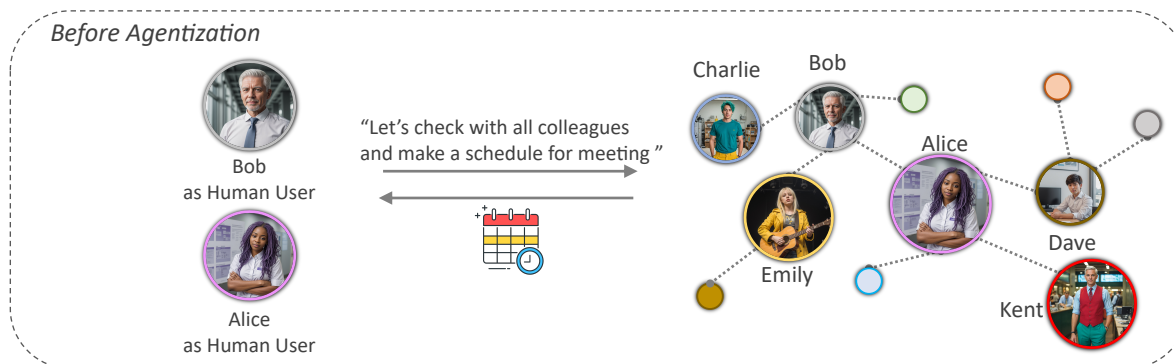 Before Agentization
Bob
as Human User
Alice
as Human User
“Let’s check with all colleagues
and make a schedule for meeting ”
Charlie
Bob
Alice
Emily
Dave
Kent